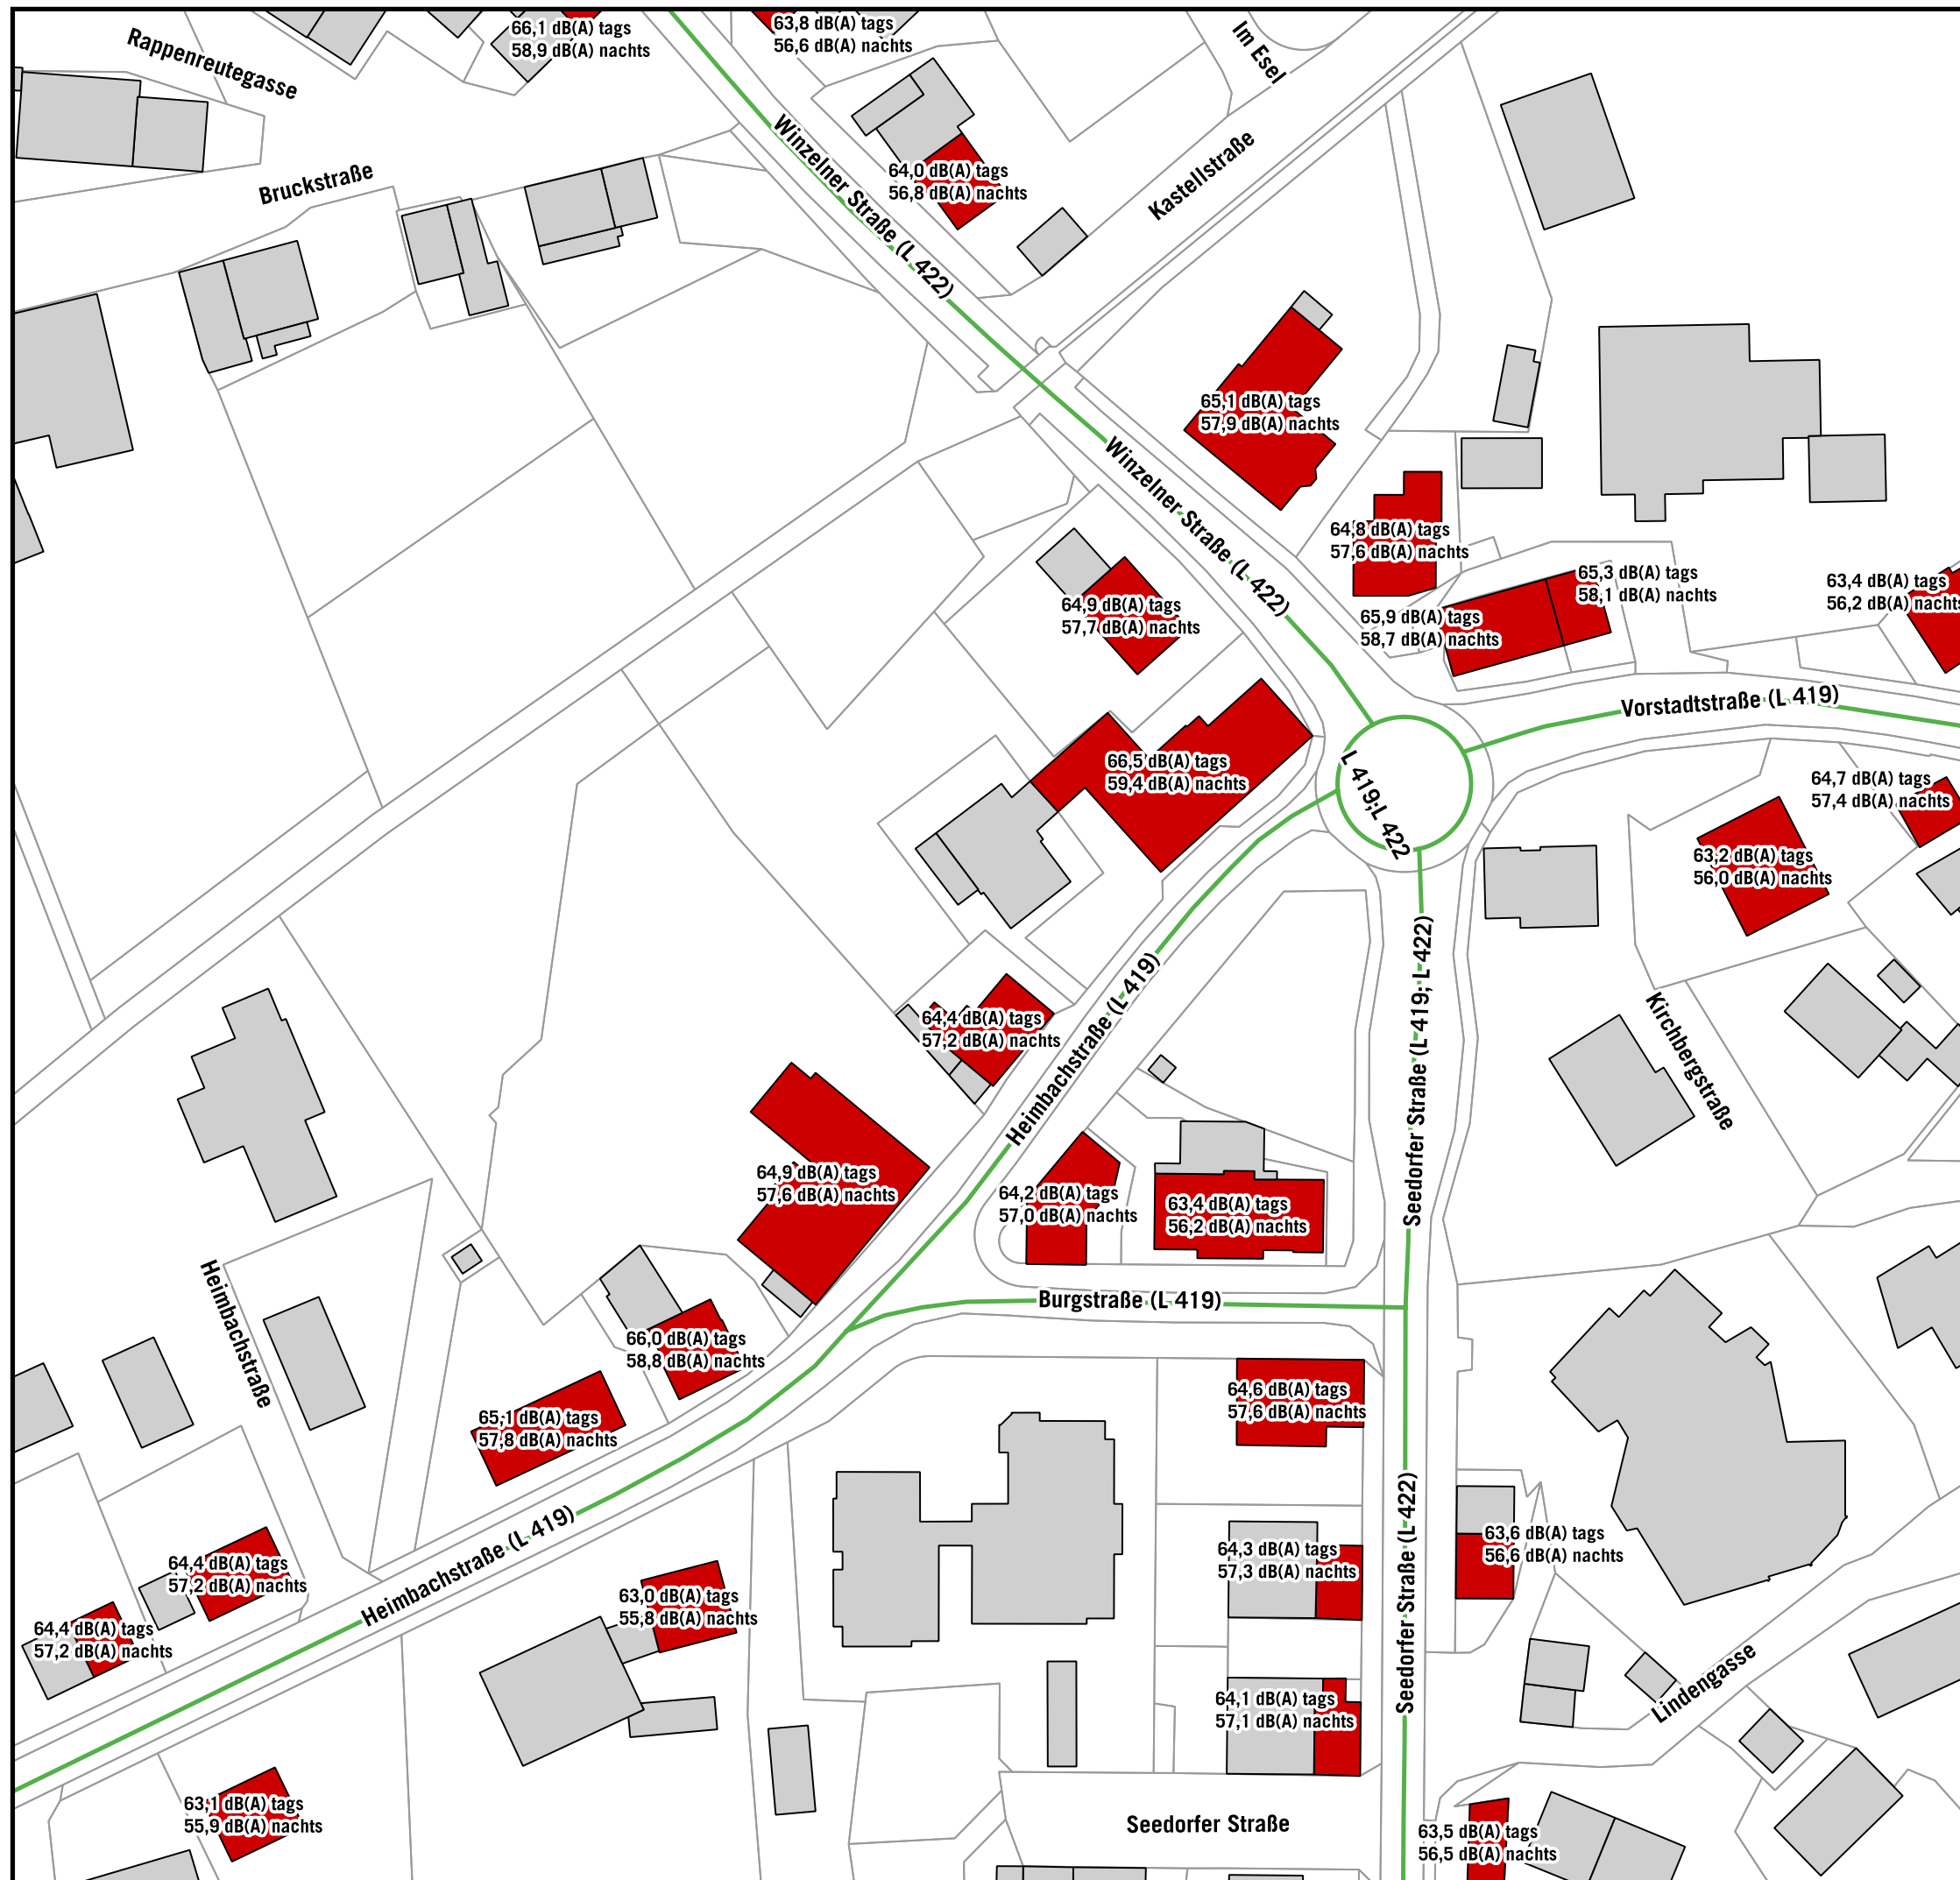 66,1 dB(A) tags
58,9 dB(A) nachts
63,8 dB(A) tags
56,6 dB(A) nachts
Im Esel
Rappenreutegasse
Bruckstraße
Winzelner Straße (L 422)
64,0 dB(A) tags
56,8 dB(A) nachts
Kastellstraße
65,1 dB(A) tags
57,9 dB(A) nachts
Winzelner Straße (L 422)
64,8 dB(A) tags
57,6 dB(A) nachts
65,3 dB(A) tags
58,1 dB(A) nachts
63,4 dB(A) tags
56,2 dB(A) nachts
64,9 dB(A) tags
57,7 dB(A) nachts
65,9 dB(A) tags
58,7 dB(A) nachts
Vorstadtstraße (L 419)
66,5 dB(A) tags
59,4 dB(A) nachts
L 419;L 422
64,7 dB(A) tags
57,4 dB(A) nachts
63,2 dB(A) tags
56,0 dB(A) nachts
Heimbachstraße (L 419)
Seedorfer Straße (L 419; L 422)
64,4 dB(A) tags
57,2 dB(A) nachts
Kirchbergstraße
64,9 dB(A) tags
57,6 dB(A) nachts
64,2 dB(A) tags
57,0 dB(A) nachts
63,4 dB(A) tags
56,2 dB(A) nachts
Heimbachstraße
Burgstraße (L 419)
66,0 dB(A) tags
58,8 dB(A) nachts
64,6 dB(A) tags
57,6 dB(A) nachts
65,1 dB(A) tags
57,8 dB(A) nachts
Heimbachstraße (L 419)
Seedorfer Straße (L 422)
63,6 dB(A) tags
56,6 dB(A) nachts
64,3 dB(A) tags
57,3 dB(A) nachts
64,4 dB(A) tags
57,2 dB(A) nachts
63,0 dB(A) tags
55,8 dB(A) nachts
64,4 dB(A) tags
57,2 dB(A) nachts
Lindengasse
64,1 dB(A) tags
57,1 dB(A) nachts
63,1 dB(A) tags
55,9 dB(A) nachts
Seedorfer Straße
63,5 dB(A) tags
56,5 dB(A) nachts